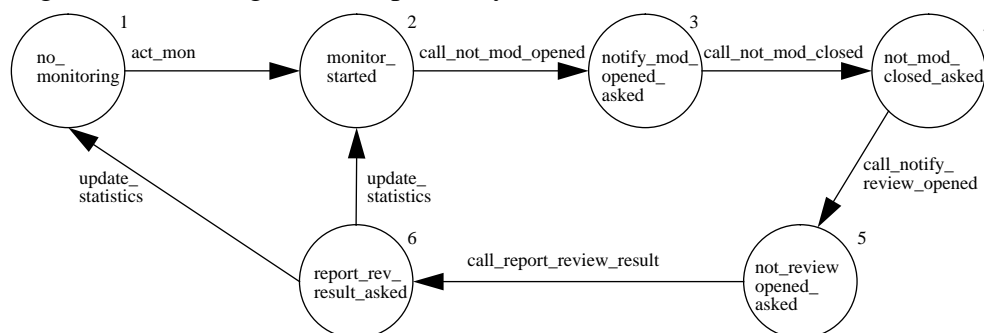 1
no_
monitoring
act_mon
2
monitor_
started
call_not_mod_opened
3
notify_mod_
opened_
asked
call_not_mod_closed
not_mod_
closed_asked
call_notify_
review_opened
update_
statistics
update_
statistics
6
report_rev_
result_asked
call_report_review_result
5
not_review
opened_
asked